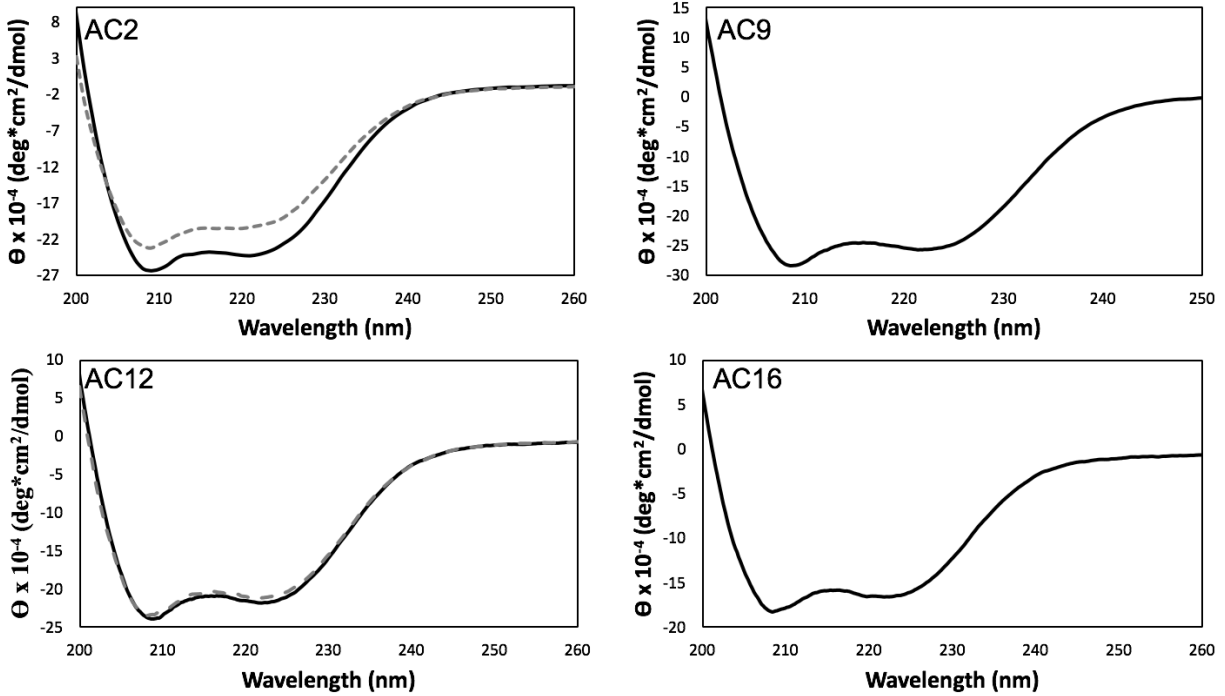 AC2
8
3
-2
-7
-12
-17
-22
-27
ϴ x 10⁻⁴ (deg*cm²/dmol)
200 210 220 230 240 250 260
Wavelength (nm)
AC9
15
10
5
0
-5
-10
-15
-20
-25
-30
ϴ x 10⁻⁴ (deg*cm²/dmol)
200 210 220 230 240 250
Wavelength (nm)
AC12
10
5
0
-5
-10
-15
-20
-25
ϴ x 10⁻⁴ (deg*cm²/dmol)
200 210 220 230 240 250 260
Wavelength (nm)
AC16
10
5
0
-5
-10
-15
-20
ϴ x 10⁻⁴ (deg*cm²/dmol)
200 210 220 230 240 250 260
Wavelength (nm)